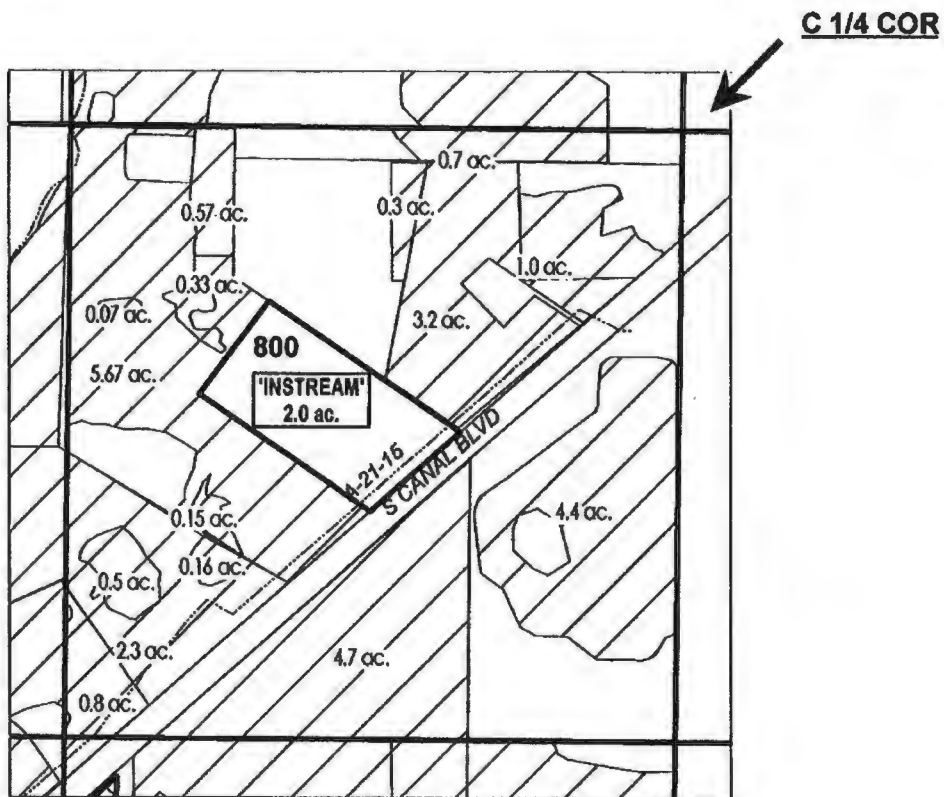 C 1/4 COR
0.7 ac.
0.57 ac.
0.3 ac.
1.0 ac.
0.33 ac.
0.07 ac.
3.2 ac.
800
5.67 ac.
'INSTREAM'
2.0 ac.
A-21-15
S CANAL BLVD
4.4 ac.
0.15 ac.
0.16 ac.
0.5 ac.
2.3 ac.
4.7 ac.
0.8 ac.